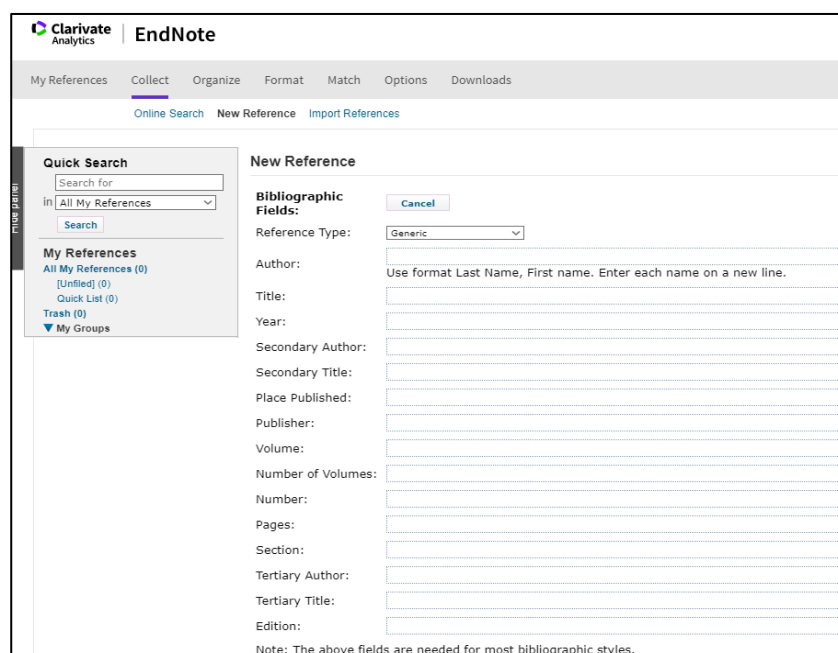 Clarivate
Analytics
EndNote
My References Collect Organize Format Match Options Downloads
Online Search New Reference Import References
Hide panel
Quick Search
Search for
in All My References
Search
My References
All My References (0)
[Unfiled] (0)
Quick List (0)
Trash (0)
My Groups
New Reference
Bibliographic
Fields:
Cancel
Reference Type: Generic
Author:
Use format Last Name, First name. Enter each name on a new line.
Title:
Year:
Secondary Author:
Secondary Title:
Place Published:
Publisher:
Volume:
Number of Volumes:
Number:
Pages:
Section:
Tertiary Author:
Tertiary Title:
Edition:
Note: The above fields are needed for most bibliographic styles.